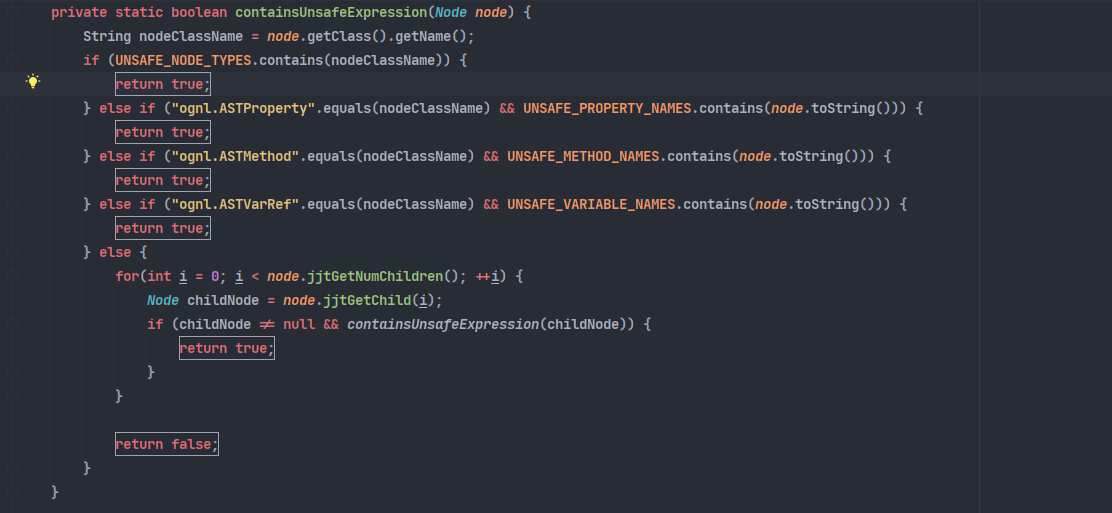 private static boolean containsUnsafeExpression(Node node) {
    String nodeClassName = node.getClass().getName();
    if (UNSAFE_NODE_TYPES.contains(nodeClassName)) {
        return true;
    } else if ("ognl.ASTProperty".equals(nodeClassName) && UNSAFE_PROPERTY_NAMES.contains(node.toString())) {
        return true;
    } else if ("ognl.ASTMethod".equals(nodeClassName) && UNSAFE_METHOD_NAMES.contains(node.toString())) {
        return true;
    } else if ("ognl.ASTVarRef".equals(nodeClassName) && UNSAFE_VARIABLE_NAMES.contains(node.toString())) {
        return true;
    } else {
        for(int i = 0; i < node.jjtGetNumChildren(); ++i) {
            Node childNode = node.jjtGetChild(i);
            if (childNode != null && containsUnsafeExpression(childNode)) {
                return true;
            }
        }

        return false;
    }
}